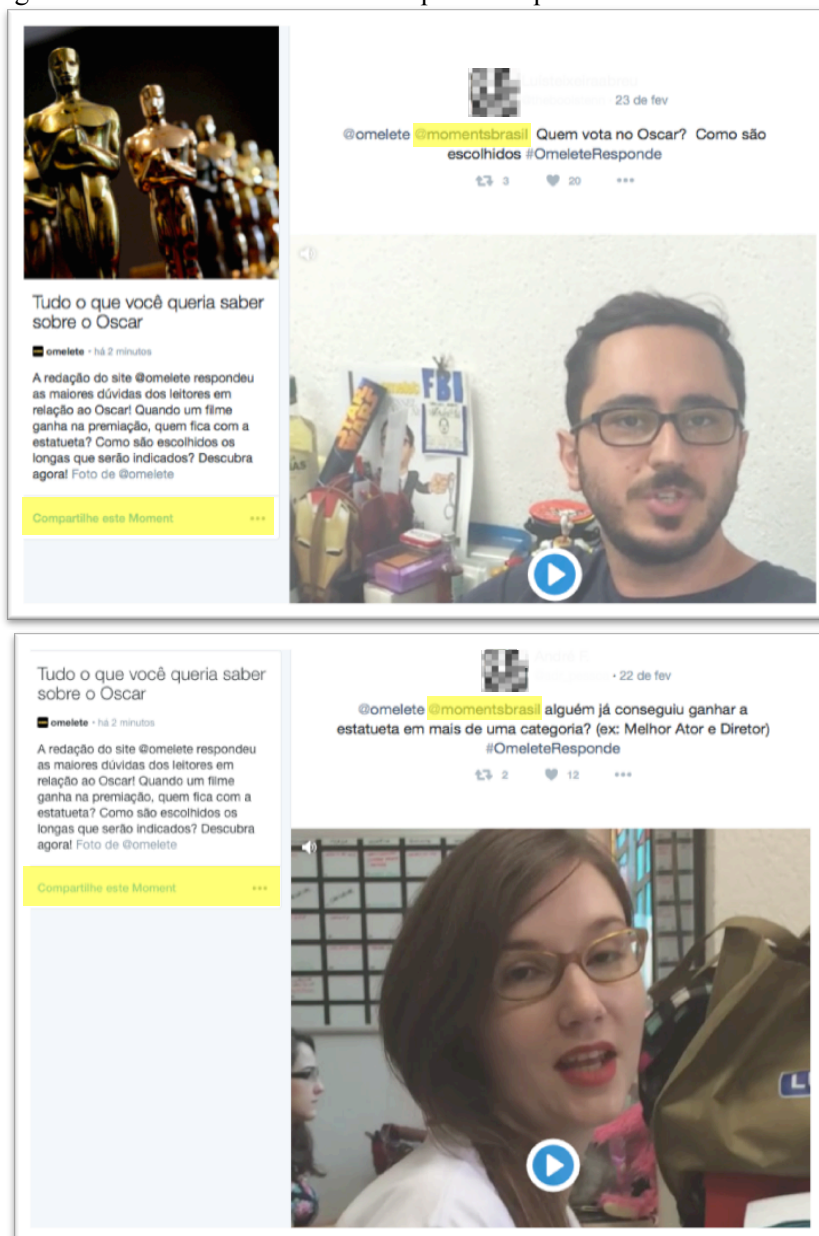 23 de fev
@omelete @momentsbrasil Quem vota no Oscar? Como são
escolhidos #OmeleteResponde
3 20
FBI
STAR
WARS
Tudo o que você queria saber
sobre o Oscar
omelete • há 2 minutos
A redação do site @omelete respondeu
as maiores dúvidas dos leitores em
relação ao Oscar! Quando um filme
ganha na premiação, quem fica com a
estatueta? Como são escolhidos os
longas que serão indicados? Descubra
agora! Foto de @omelete
Compartilhe este Moment
Tudo o que você queria saber
sobre o Oscar
omelete • há 2 minutos
A redação do site @omelete respondeu
as maiores dúvidas dos leitores em
relação ao Oscar! Quando um filme
ganha na premiação, quem fica com a
estatueta? Como são escolhidos os
longas que serão indicados? Descubra
agora! Foto de @omelete
Compartilhe este Moment
• 22 de fev
@omelete @momentsbrasil alguém já conseguiu ganhar a
estatueta em mais de uma categoria? (ex: Melhor Ator e Diretor)
#OmeleteResponde
2 12